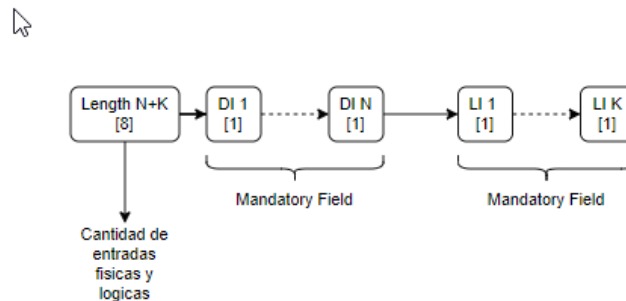 Length N+K
[8]
DI 1
[1]
DI N
[1]
LI 1
[1]
LI K
[1]
Mandatory Field
Mandatory Field
Cantidad de
entradas
fisicas y
logicas